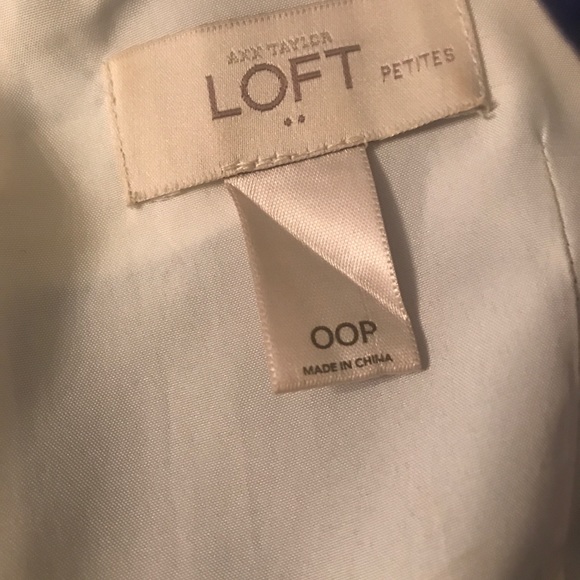 ANN TAYLOR
LOFT PETITES
OOP
MADE IN CHINA